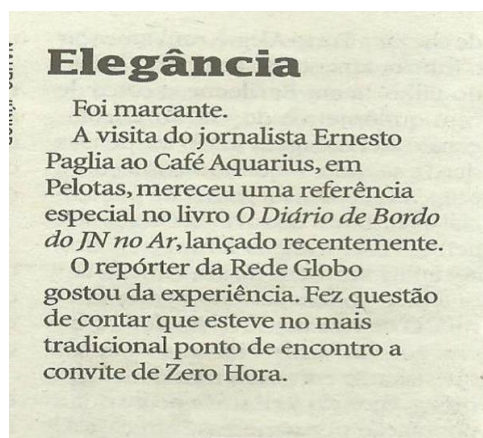 Elegância
Foi marcante.
A visita do jornalista Ernesto
Paglia ao Café Aquarius, em
Pelotas, mereceu uma referência
especial no livro O Diário de Bordo
do JN no Ar, lançado recentemente.
O repórter da Rede Globo
gostou da experiência. Fez questão
de contar que esteve no mais
tradicional ponto de encontro a
convite de Zero Hora.